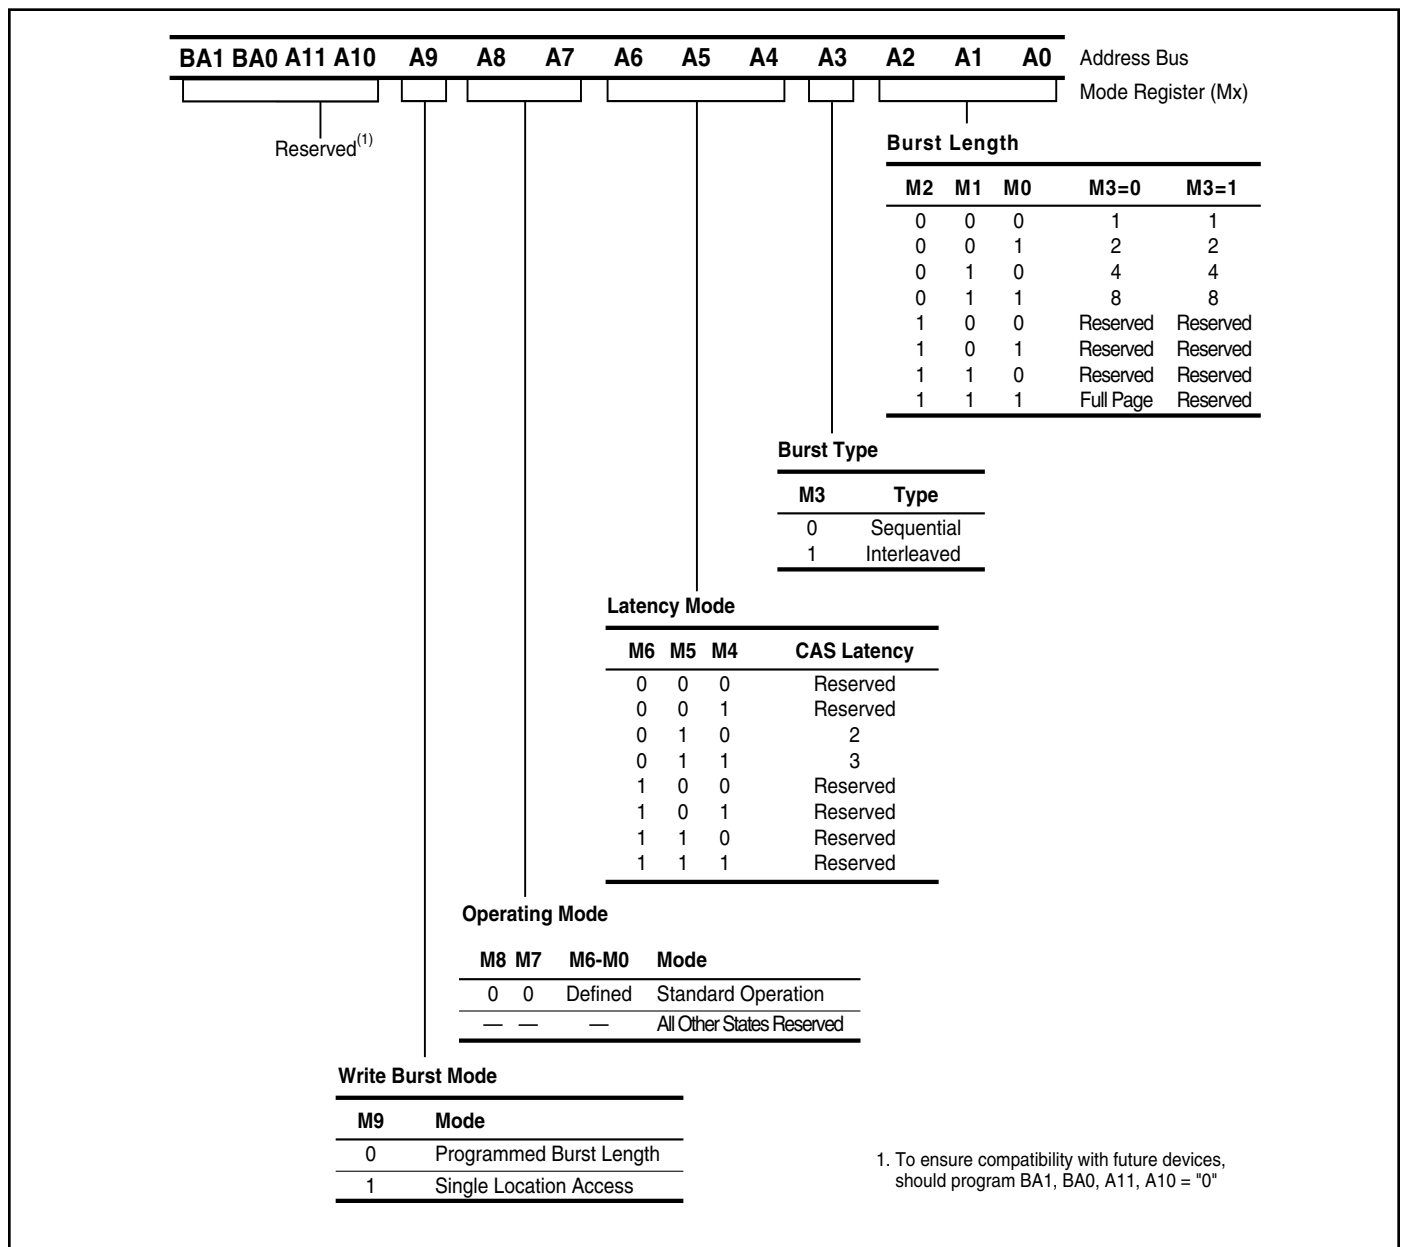 BA1 BA0 A11 A10 A9 A8 A7 A6 A5 A4 A3 A2 A1 A0 Address Bus
Mode Register (Mx)
Reserved(1)
Burst Length
M2 M1 M0 M3=0 M3=1
0 0 0 1 1
0 0 1 2 2
0 1 0 4 4
0 1 1 8 8
1 0 0 Reserved Reserved
1 0 1 Reserved Reserved
1 1 0 Reserved Reserved
1 1 1 Full Page Reserved
Burst Type
M3 Type
0 Sequential
1 Interleaved
Latency Mode
M6 M5 M4 CAS Latency
0 0 0 Reserved
0 0 1 Reserved
0 1 0 2
0 1 1 3
1 0 0 Reserved
1 0 1 Reserved
1 1 0 Reserved
1 1 1 Reserved
Operating Mode
M8 M7 M6-M0 Mode
0 0 Defined Standard Operation
— — — All Other States Reserved
Write Burst Mode
M9 Mode
0 Programmed Burst Length
1 Single Location Access
1. To ensure compatibility with future devices,
should program BA1, BA0, A11, A10 = "0"